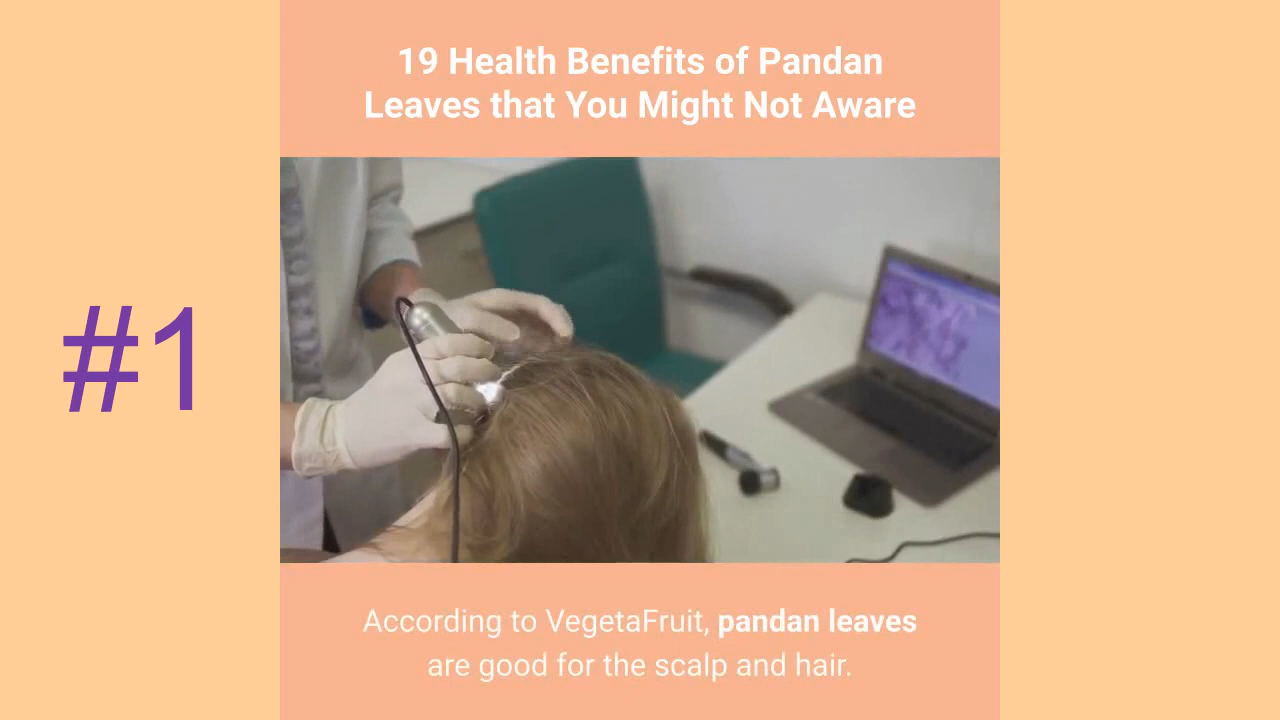 19 Health Benefits of Pandan
Leaves that You Might Not Aware
#1
According to VegetaFruit, pandan leaves
are good for the scalp and hair.